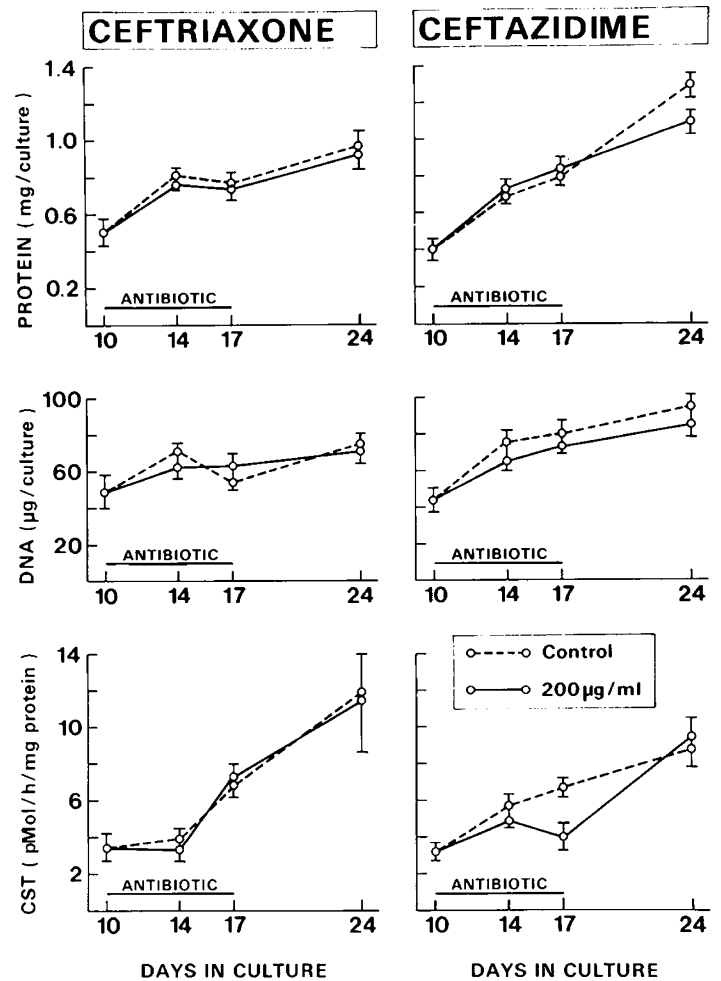 CEFTRIAXONE
CEFTAZIDIME
PROTEIN ( mg/culture )
1.4
1.0
0.6
0.2
ANTIBIOTIC
ANTIBIOTIC
10 14 17 24
10 14 17 24
DNA ( µg/culture )
100
60
20
ANTIBIOTIC
ANTIBIOTIC
10 14 17 24
10 14 17 24
CST ( pMol/h/mg protein )
14
10
6
2
Control
200µg/ml
ANTIBIOTIC
ANTIBIOTIC
10 14 17 24
10 14 17 24
DAYS IN CULTURE
DAYS IN CULTURE